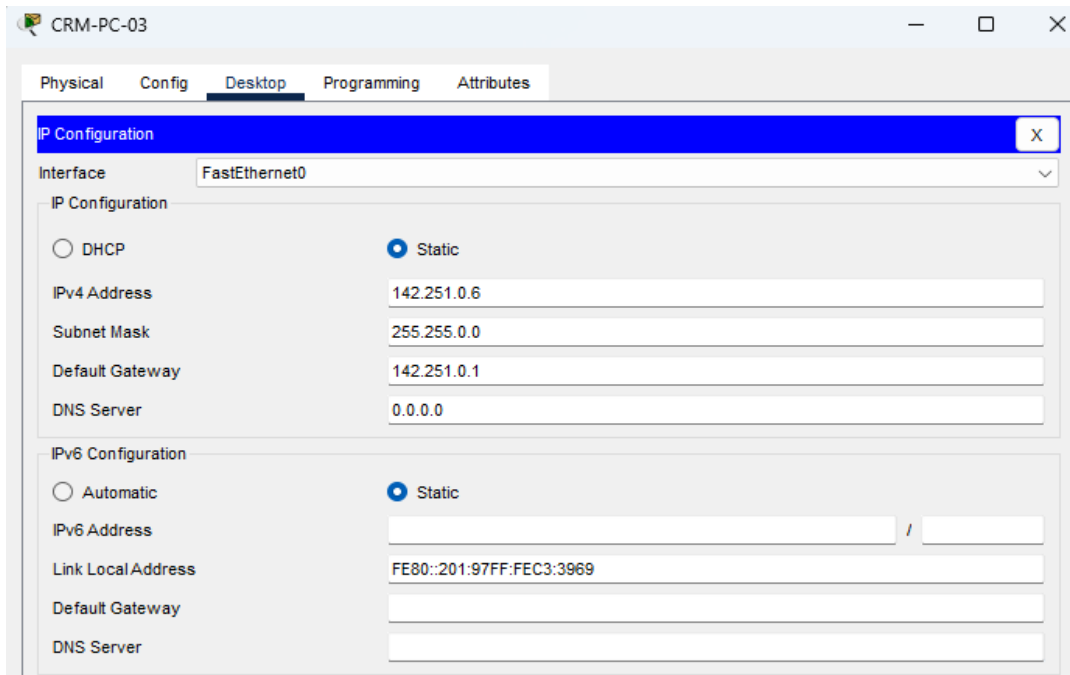 CRM-PC-03
Physical Config Desktop Programming Attributes
IP Configuration X
Interface FastEthernet0
IP Configuration
DHCP Static
IPv4 Address 142.251.0.6
Subnet Mask 255.255.0.0
Default Gateway 142.251.0.1
DNS Server 0.0.0.0
IPv6 Configuration
Automatic Static
IPv6 Address /
Link Local Address FE80::201:97FF:FEC3:3969
Default Gateway
DNS Server